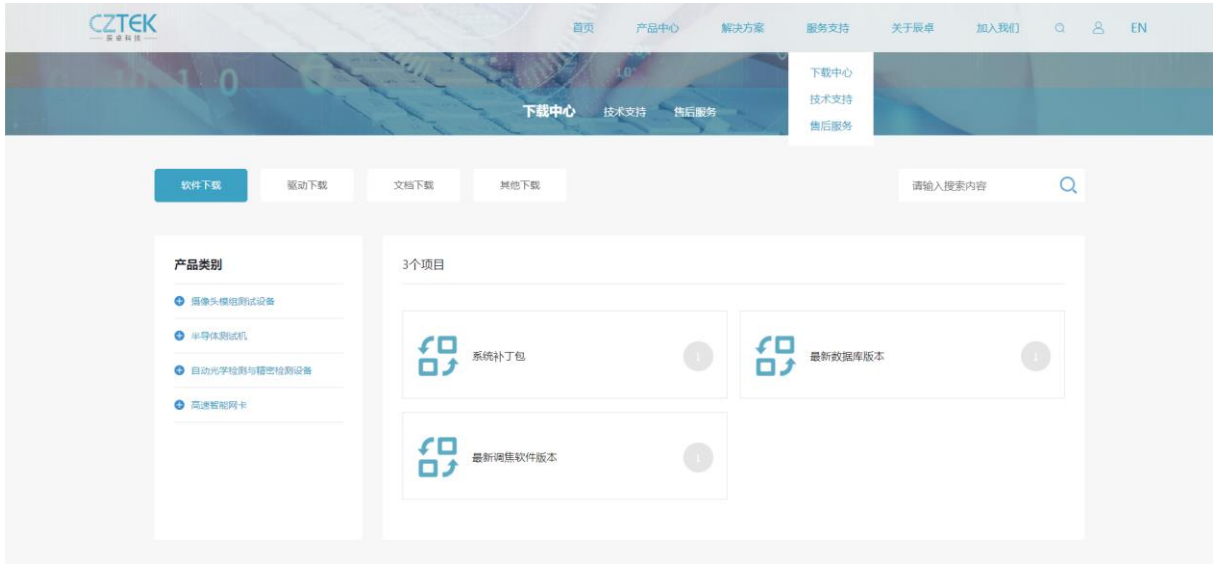 CZTEK
辰卓科技
首页 产品中心 解决方案 服务支持 关于辰卓 加入我们 EN
下载中心
技术支持
售后服务
下载中心 技术支持 售后服务
软件下载 驱动下载 文档下载 其他下载 请输入搜索内容
产品类别
摄像头模组测试设备
半导体测试机
自动光学检测与精密检测设备
高速智能网卡
3个项目
系统补丁包
最新数据库版本
最新调焦软件版本